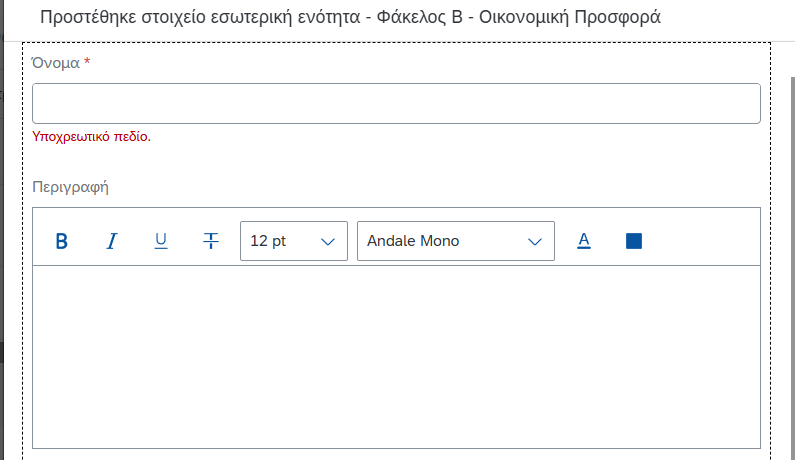 Προστέθηκε στοιχείο εσωτερική ενότητα - Φάκελος Β - Οικονομική Προσφορά
Όνομα *
Υποχρεωτικό πεδίο.
Περιγραφή
B I U T 12 pt Andale Mono A